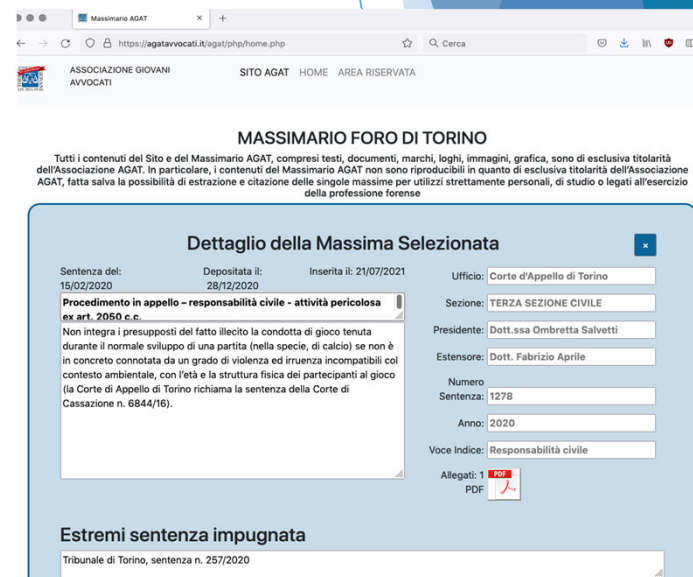 Massimario AGAT
https://agatavvocati.it/agat/php/home.php
Cerca
ASSOCIAZIONE GIOVANI
AVVOCATI
SITO AGAT HOME AREA RISERVATA
MASSIMARIO FORO DI TORINO
Tutti i contenuti del Sito e del Massimario AGAT, compresi testi, documenti, marchi, loghi, immagini, grafica, sono di esclusiva titolarità
dell'Associazione AGAT. In particolare, i contenuti del Massimario AGAT non sono riproducibili in quanto di esclusiva titolarità dell'Associazione
AGAT, fatta salva la possibilità di estrazione e citazione delle singole massime per utilizzi strettamente personali, di studio o legati all'esercizio
della professione forense
Dettaglio della Massima Selezionata
×
Sentenza del:
15/02/2020
Depositata il:
28/12/2020
Inserita il: 21/07/2021
Procedimento in appello – responsabilità civile - attività pericolosa
ex art. 2050 c.c.
Non integra i presupposti del fatto illecito la condotta di gioco tenuta
durante il normale sviluppo di una partita (nella specie, di calcio) se non è
in concreto connotata da un grado di violenza ed irruenza incompatibili col
contesto ambientale, con l'età e la struttura fisica dei partecipanti al gioco
(la Corte di Appello di Torino richiama la sentenza della Corte di
Cassazione n. 6844/16).
Ufficio: Corte d'Appello di Torino
Sezione: TERZA SEZIONE CIVILE
Presidente: Dott.ssa Ombretta Salvetti
Estensore: Dott. Fabrizio Aprile
Numero
Sentenza: 1278
Anno: 2020
Voce Indice: Responsabilità civile
Allegati: 1
PDF
PDF
Estremi sentenza impugnata
Tribunale di Torino, sentenza n. 257/2020